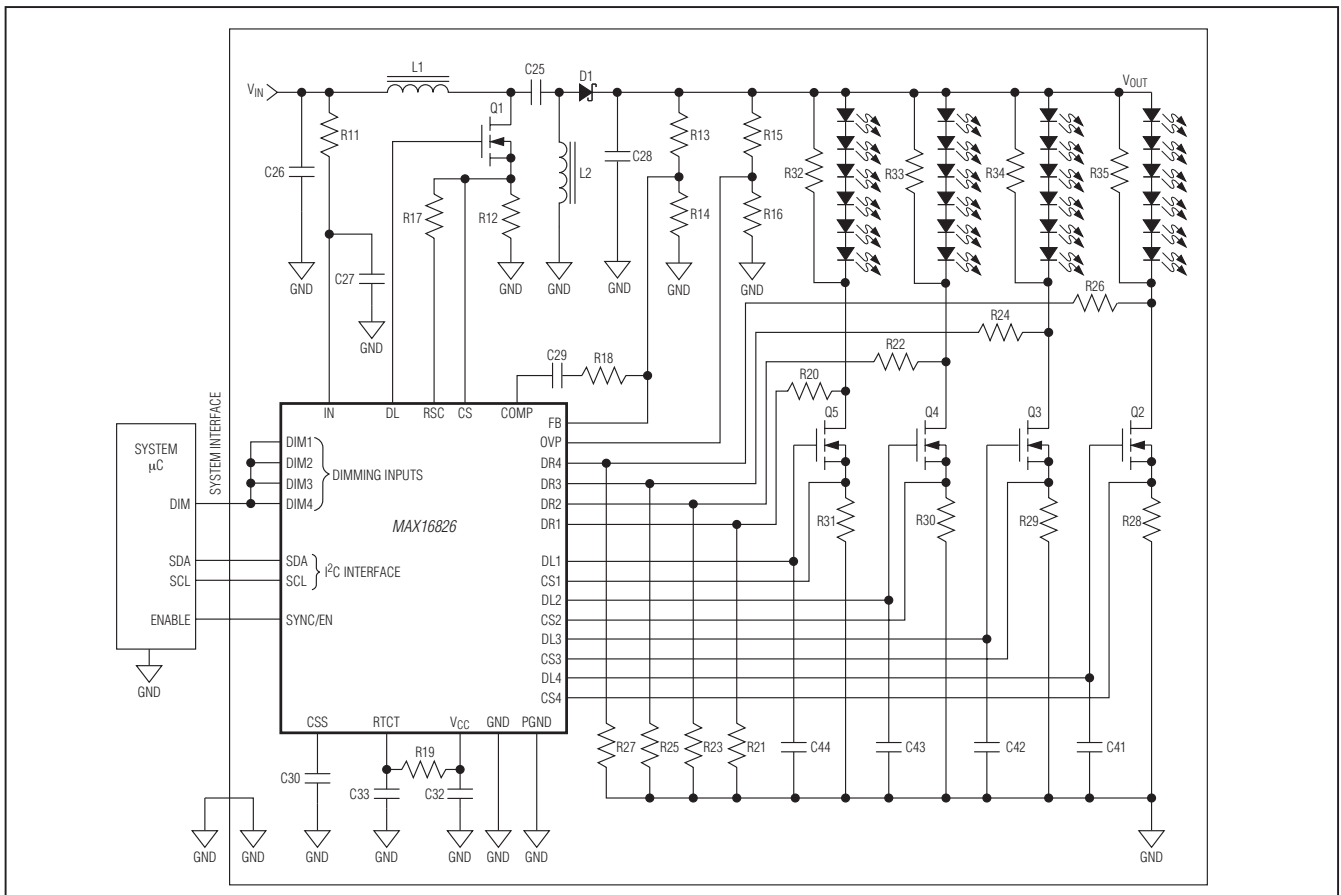 L1
C25
D1
VIN
VOUT
Q1
R11
R13
R15
C26
C28
L2
R32
R33
R34
R35
R17
R12
R14
R16
C27
GND
GND
GND
GND
GND
GND
GND
R26
R24
R22
C29
R18
R20
SYSTEM INTERFACE
IN
DL
RSC
CS
COMP
FB
OVP
DR4
DR3
DR2
DR1
Q5
Q4
Q3
Q2
SYSTEM
µC
DIM1
DIM2
DIM3
DIM4
DIMMING INPUTS
DIM
MAX16826
R31
R30
R29
R28
SDA
SCL
SDA
SCL
I2C INTERFACE
DL1
CS1
DL2
CS2
DL3
CS3
DL4
CS4
ENABLE
SYNC/EN
GND
CSS
RTCT
VCC
GND
PGND
R19
R27
R25
R23
R21
C44
C43
C42
C41
C30
C33
C32
GND
GND
GND
GND
GND
GND
GND
GND